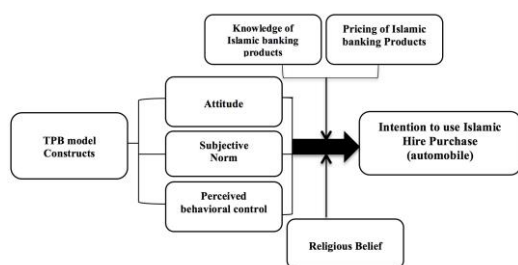 Knowledge of
Islamic banking
products
Pricing of Islamic
banking Products
Attitude
TPB model
Constructs
Subjective
Norm
Intention to use Islamic
Hire Purchase
(automobile)
Perceived
behavioral control
Religious Belief